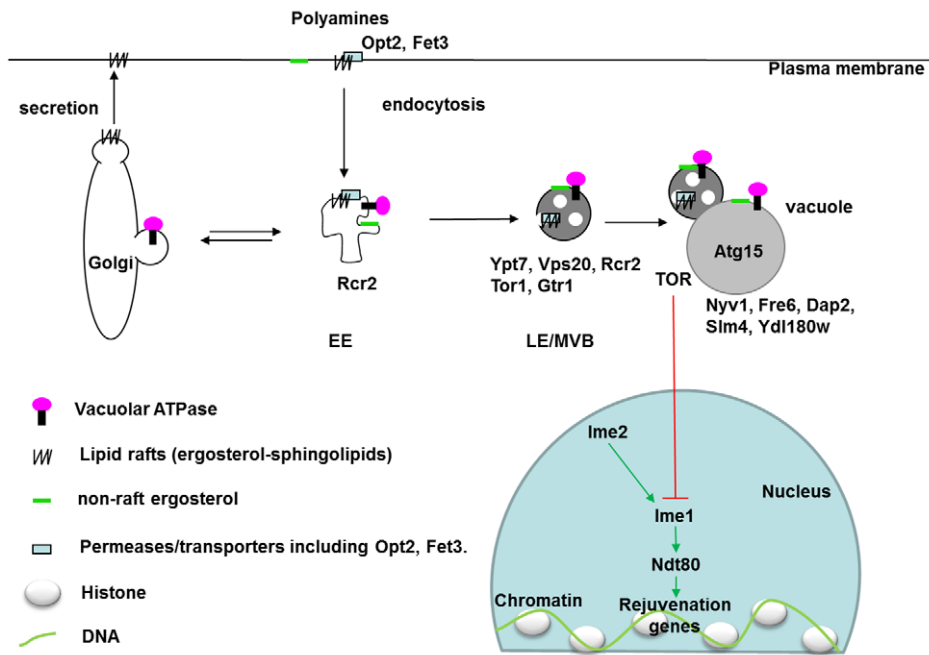 Polyamines
Opt2, Fet3
Plasma membrane
secretion
endocytosis
Golgi
Rcr2
EE
Ypt7, Vps20, Rcr2
Tor1, Gtr1
LE/MVB
TOR
vacuole
Atg15
Nyv1, Fre6, Dap2,
Slm4, Ydl180w
Vacuolar ATPase
Lipid rafts (ergosterol-sphingolipids)
non-raft ergosterol
Permeases/transporters including Opt2, Fet3.
Histone
DNA
Ime2
Nucleus
Ime1
Ndt80
Chromatin
Rejuvenation
genes